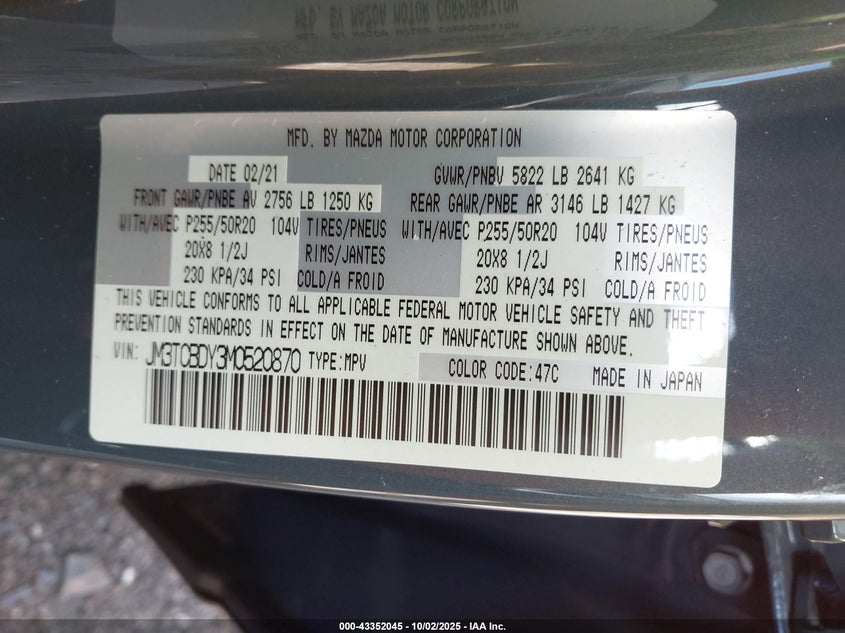 MFD. BY MAZDA MOTOR CORPORATION
DATE 02/21 GVWR/PNBV 5822 LB 2641 KG
FRONT GAWR/PNBE AV 2756 LB 1250 KG REAR GAWR/PNBE AR 3146 LB 1427 KG
WITH/AVEC P255/50R20 104V TIRES/PNEUS WITH/AVEC P255/50R20 104V TIRES/PNEUS
20X8 1/2J RIMS/JANTES 20X8 1/2J RIMS/JANTES
230 KPA/34 PSI COLD/A FROID 230 KPA/34 PSI COLD/A FROID
THIS VEHICLE CONFORMS TO ALL APPLICABLE FEDERAL MOTOR VEHICLE SAFETY AND THEFT
PREVENTION STANDARDS IN EFFECT ON THE DATE OF MANUFACTURE SHOWN ABOVE.
VIN: JM3TCBDY3M0520870 TYPE:MPV COLOR CODE:47C MADE IN JAPAN
000-43352045 - 10/02/2025 - IAA Inc.